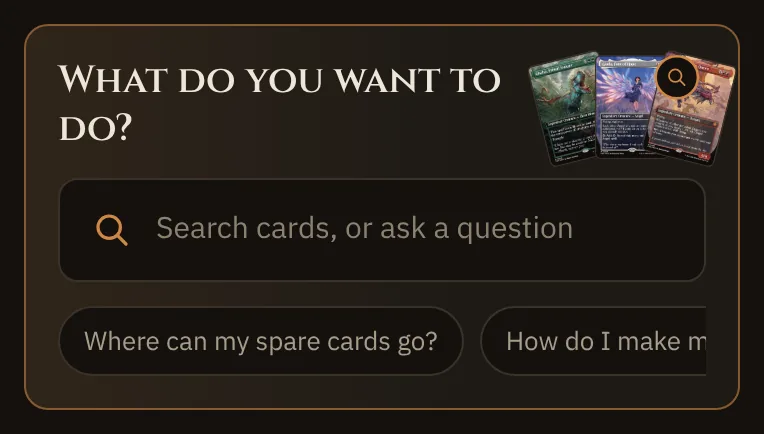 What do you want to
do?
Search cards, or ask a question
Where can my spare cards go?
How do I make m